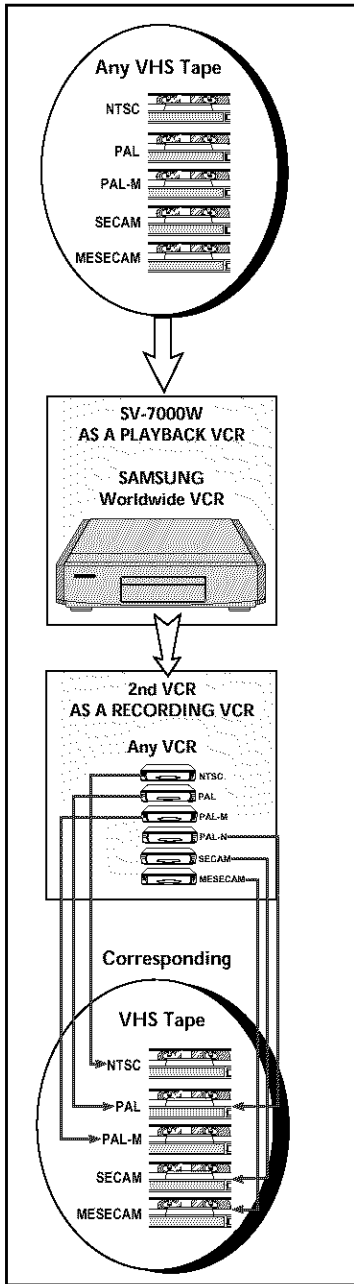 Any VHS Tape
NTSC
PAL
PAL-M
SECAM
MESECAM
SV-7000W
AS A PLAYBACK VCR
SAMSUNG
Worldwide VCR
2nd VCR
AS A RECORDING VCR
Any VCR
NTSC
PAL
PAL-M
PAL-N
SECAM
MESECAM
Corresponding
VHS Tape
NTSC
PAL
PAL-M
SECAM
MESECAM